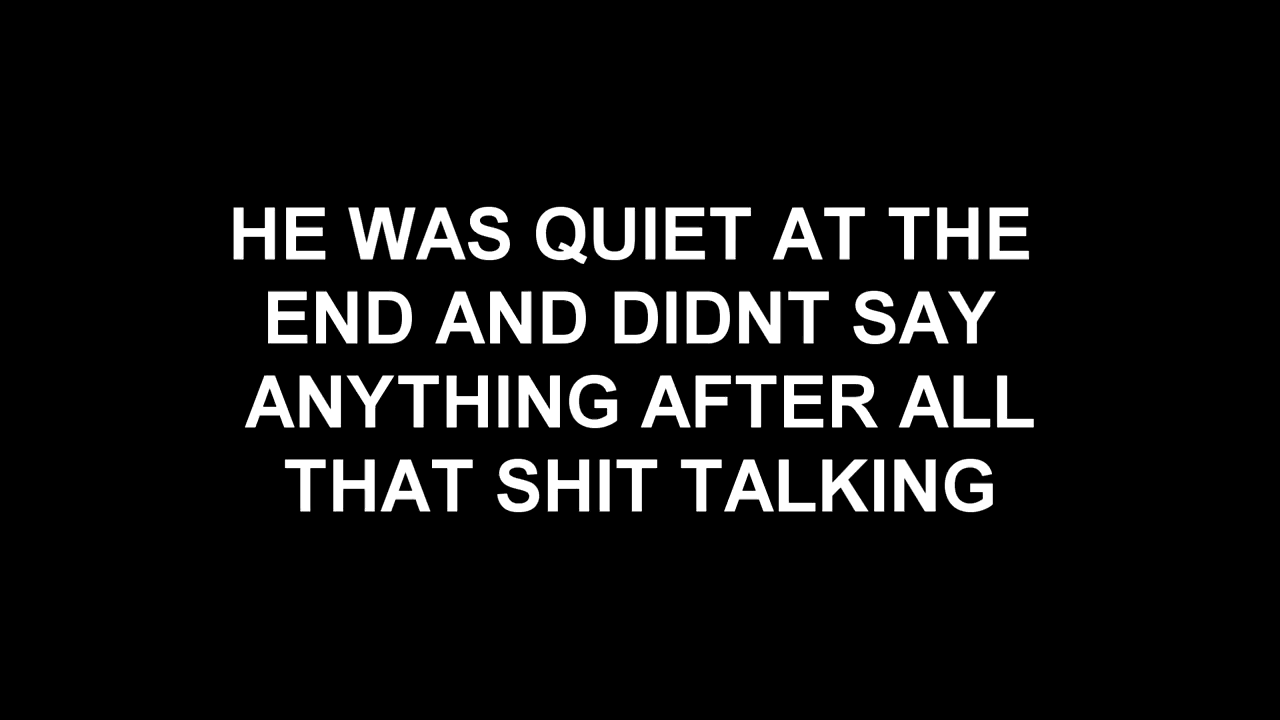 HE WAS QUIET AT THE
END AND DIDNT SAY
ANYTHING AFTER ALL
THAT SHIT TALKING